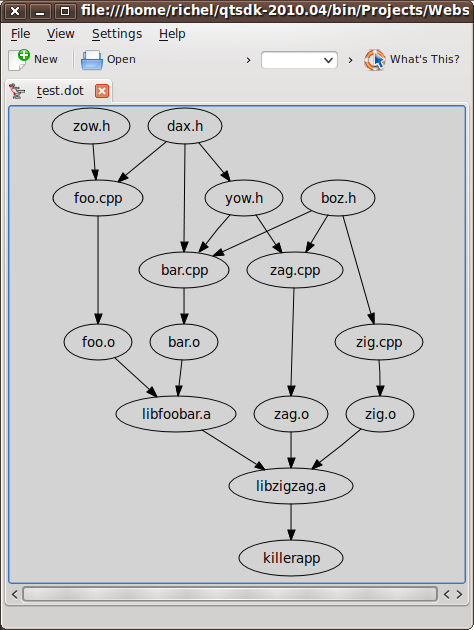 file:///home/richel/qtsdk-2010.04/bin/Projects/Webs
File View Settings Help
New Open What's This?
test.dot
zow.h dax.h
foo.cpp yow.h boz.h
bar.cpp zag.cpp
foo.o bar.o zig.cpp
libfoobar.a zag.o zig.o
libzigzag.a
killerapp